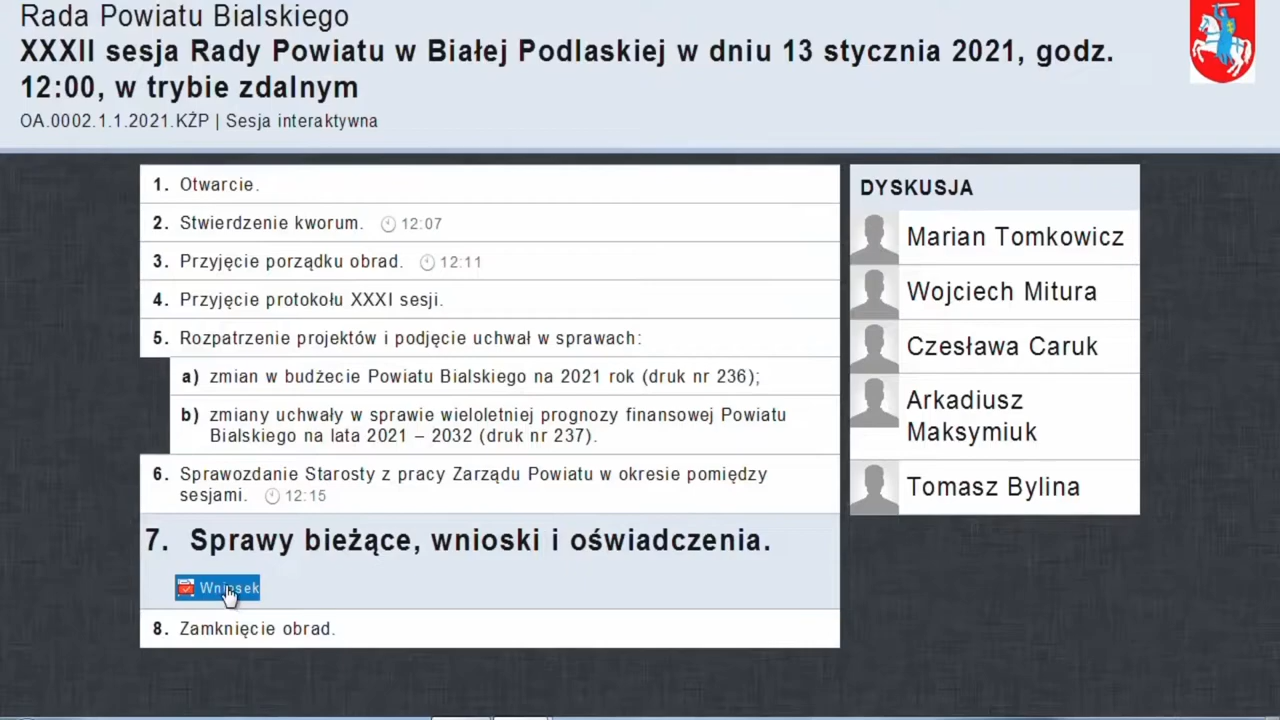 Rada Powiatu Bialskiego
XXXII sesja Rady Powiatu w Białej Podlaskiej w dniu 13 stycznia 2021, godz.
12:00, w trybie zdalnym
OA.0002.1.1.2021.KŻP | Sesja interaktywna
1. Otwarcie.
2. Stwierdzenie kworum. 12:07
3. Przyjęcie porządku obrad. 12:11
4. Przyjęcie protokołu XXXI sesji.
5. Rozpatrzenie projektów i podjęcie uchwał w sprawach:
a) zmian w budżecie Powiatu Bialskiego na 2021 rok (druk nr 236);
b) zmiany uchwały w sprawie wieloletniej prognozy finansowej Powiatu
Bialskiego na lata 2021 – 2032 (druk nr 237).
6. Sprawozdanie Starosty z pracy Zarządu Powiatu w okresie pomiędzy
sesjami. 12:15
7. Sprawy bieżące, wnioski i oświadczenia.
Wniosek
8. Zamknięcie obrad.
DYSKUSJA
Marian Tomkowicz
Wojciech Mitura
Czesława Caruk
Arkadiusz
Maksymiuk
Tomasz Bylina